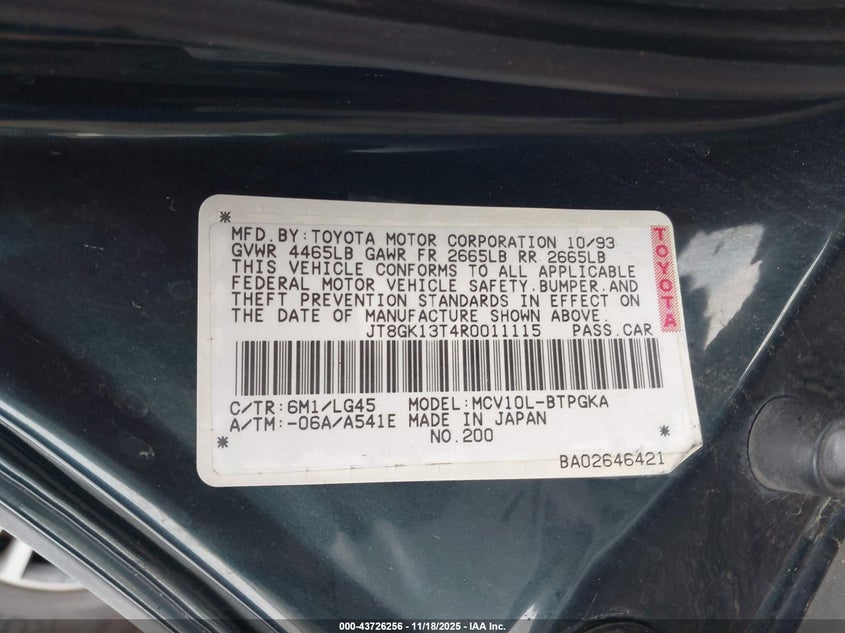 MFD. BY: TOYOTA MOTOR CORPORATION 10/93
GVWR 4465LB GAWR FR 2665LB RR 2665LB
THIS VEHICLE CONFORMS TO ALL APPLICABLE
FEDERAL MOTOR VEHICLE SAFETY, BUMPER, AND
THEFT PREVENTION STANDARDS IN EFFECT ON
THE DATE OF MANUFACTURE SHOWN ABOVE.
JT8GK13T4R0011115 PASS. CAR
TOYOTA
C/TR: 6M1/LG45 MODEL: MCV10L-BTPGKA
A/TM: -06A/A541E MADE IN JAPAN
NO. 200
BA02646421
000-43726256 - 11/18/2025 - IAA Inc.